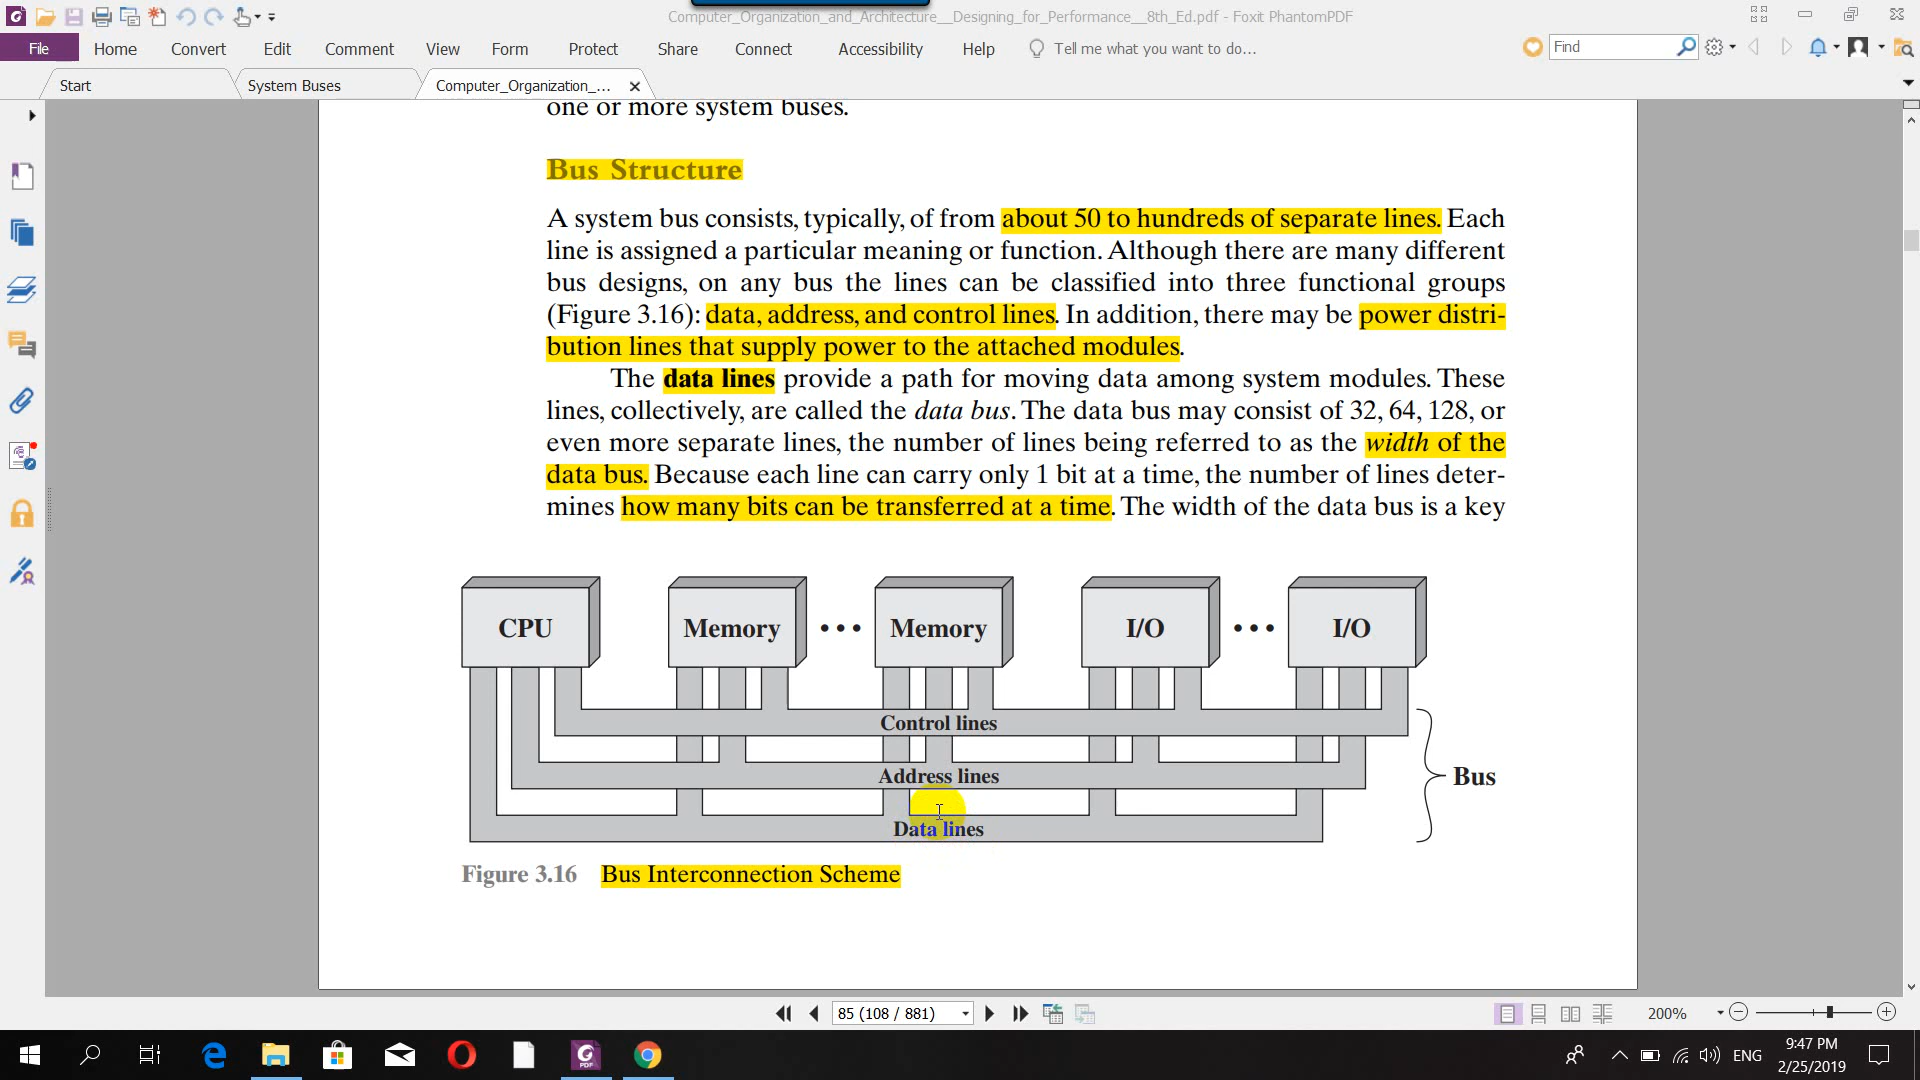 Computer_Organization_and_Architecture__Designing_for_Performance__8th_Ed.pdf - Foxit PhantomPDF
File Home Convert Edit Comment View Form Protect Share Connect Accessibility Help Tell me what you want to do... Find
Start System Buses Computer_Organization_...
one or more system buses.
Bus Structure
A system bus consists, typically, of from about 50 to hundreds of separate lines. Each
line is assigned a particular meaning or function. Although there are many different
bus designs, on any bus the lines can be classified into three functional groups
(Figure 3.16): data, address, and control lines. In addition, there may be power distri-
bution lines that supply power to the attached modules.
The data lines provide a path for moving data among system modules. These
lines, collectively, are called the data bus. The data bus may consist of 32, 64, 128, or
even more separate lines, the number of lines being referred to as the width of the
data bus. Because each line can carry only 1 bit at a time, the number of lines deter-
mines how many bits can be transferred at a time. The width of the data bus is a key
CPU Memory ••• Memory I/O ••• I/O
Control lines
Address lines
Bus
Data lines
Figure 3.16 Bus Interconnection Scheme
85 (108 / 881) 200%
ENG 9:47 PM
2/25/2019